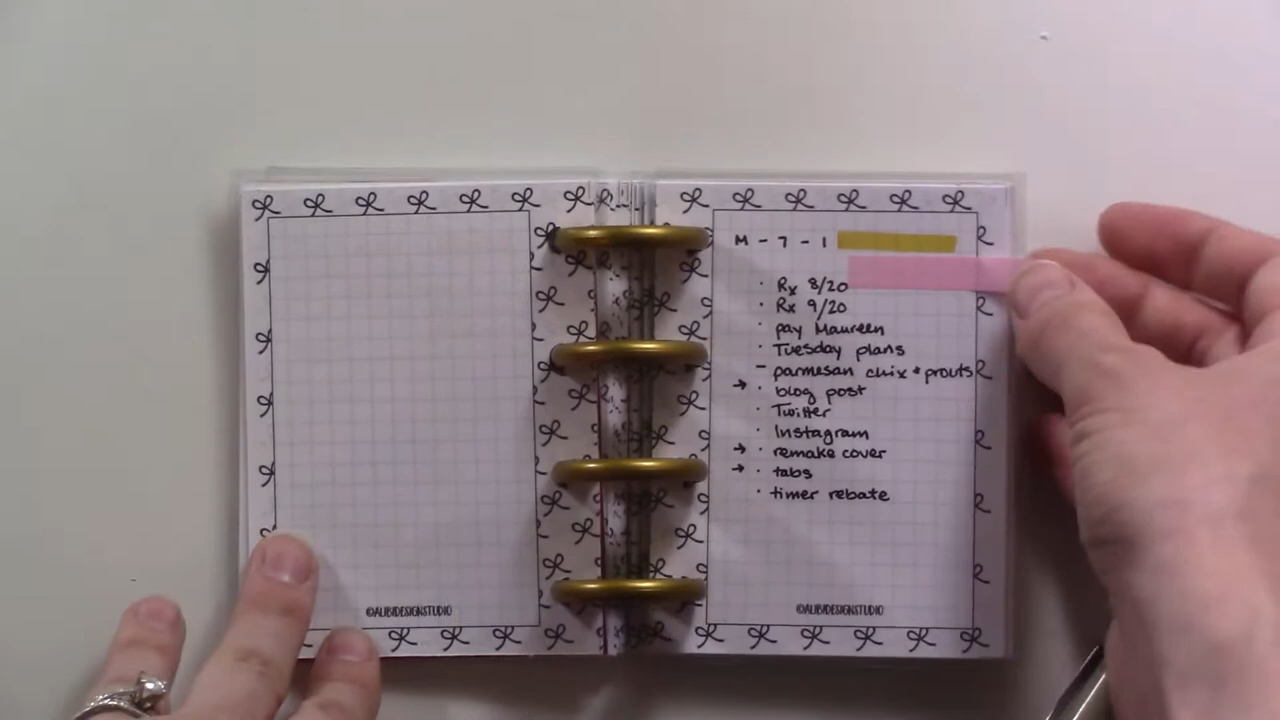 M - 7 - 1
· Rx 8/20
· Rx 9/20
· pay Maureen
· Tuesday plans
- parmesan chix + prouts
→ · blog post
· Twitter
· Instagram
→ · remake cover
→ · tabs
· timer rebate
©ALIBIDESIGNSTUDIO
©ALIBIDESIGNSTUDIO